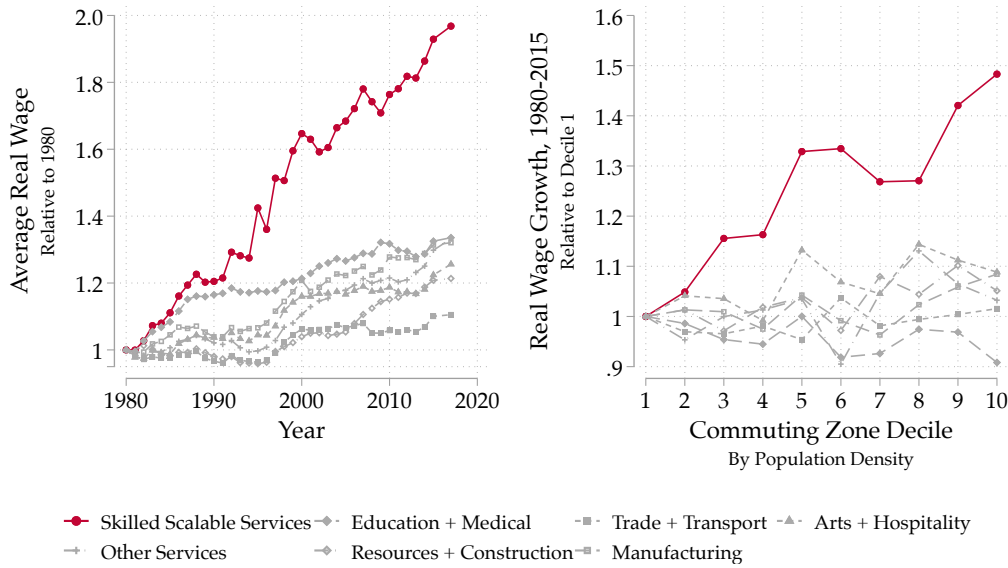 Average Real Wage
Relative to 1980
2.0
1.8
1.6
1.4
1.2
1
1980
1990
2000
2010
2020
Year
Real Wage Growth, 1980-2015
Relative to Decile 1
1.6
1.5
1.4
1.3
1.2
1.1
1
.9
1
2
3
4
5
6
7
8
9
10
Commuting Zone Decile
By Population Density
Skilled Scalable Services
Education + Medical
Trade + Transport
Arts + Hospitality
Other Services
Resources + Construction
Manufacturing